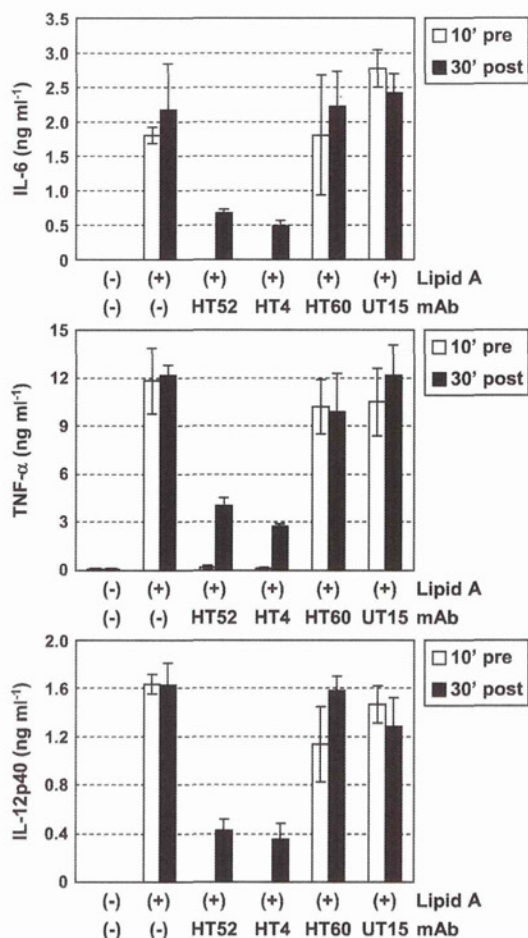 3.5
3.0
2.5
2.0
1.5
1.0
0.5
0
IL-6 (ng ml-1)
10' pre
30' post
(-) (+) (+) (+) (+) (+) Lipid A
(-) (-) HT52 HT4 HT60 UT15 mAb
15
12
9
6
3
0
TNF-α (ng ml-1)
10' pre
30' post
(-) (+) (+) (+) (+) (+) Lipid A
(-) (-) HT52 HT4 HT60 UT15 mAb
2.0
1.6
1.2
0.8
0.4
0
IL-12p40 (ng ml-1)
10' pre
30' post
(-) (+) (+) (+) (+) (+) Lipid A
(-) (-) HT52 HT4 HT60 UT15 mAb